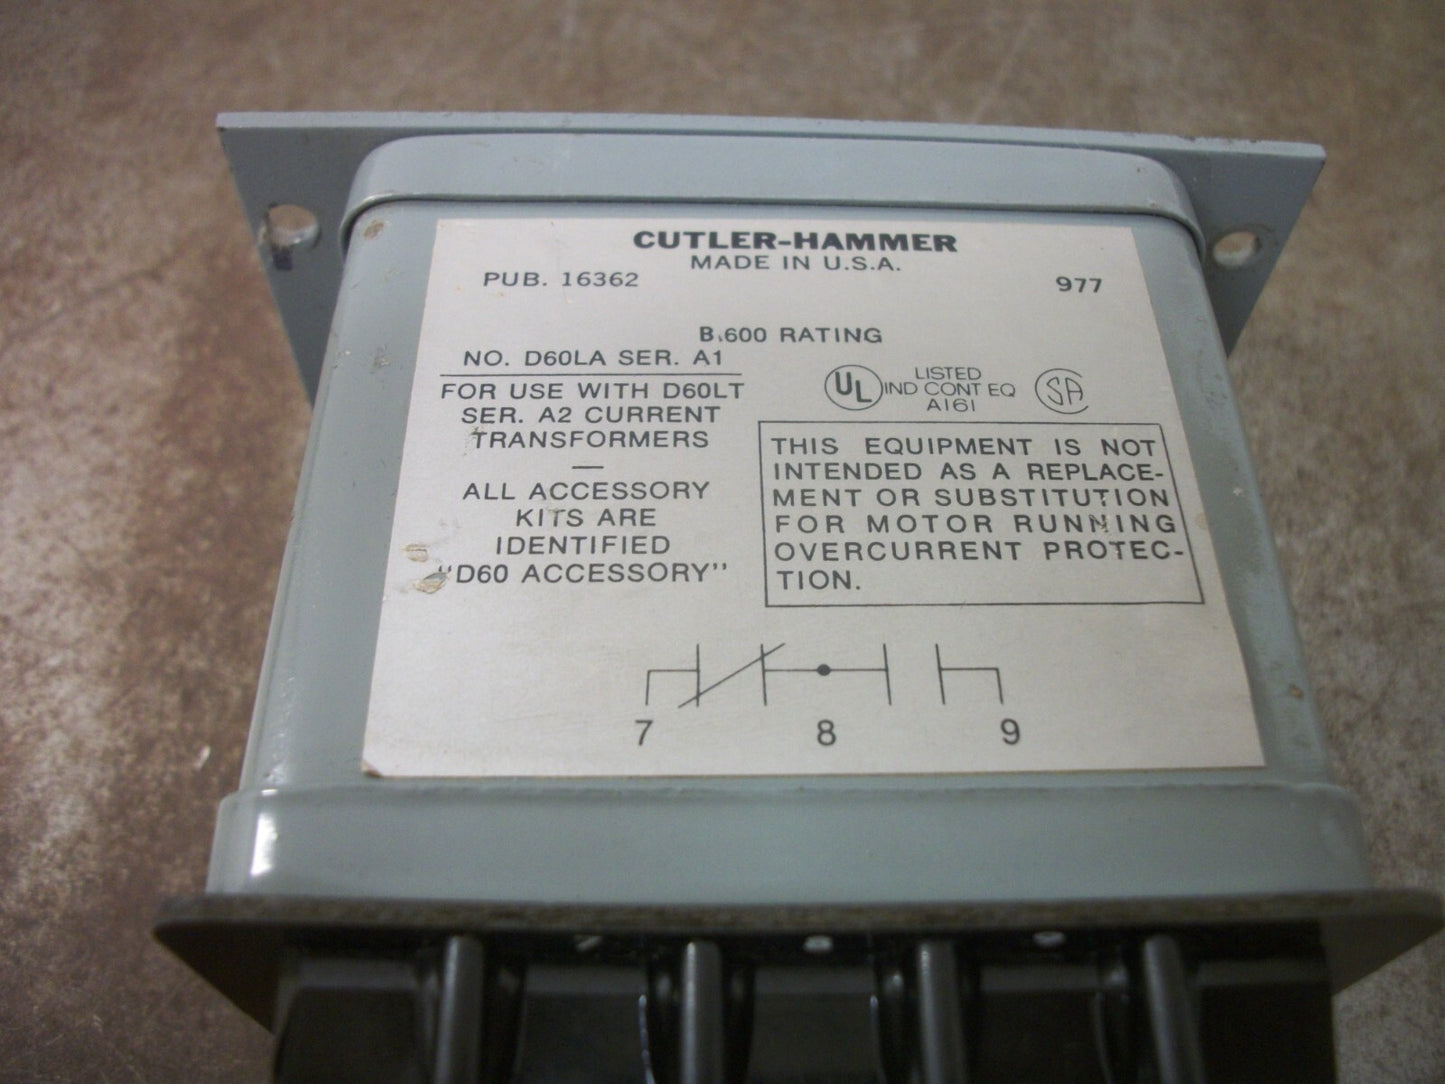 CUTLER-HAMMER
MADE IN U.S.A.
PUB. 16362 977
B.600 RATING
NO. D60LA SER. A1
FOR USE WITH D60LT
SER. A2 CURRENT
TRANSFORMERS
—
ALL ACCESSORY
KITS ARE
IDENTIFIED
"D60 ACCESSORY"
UL LISTED
IND CONT EQ
A161
SA
THIS EQUIPMENT IS NOT
INTENDED AS A REPLACE-
MENT OR SUBSTITUTION
FOR MOTOR RUNNING
OVERCURRENT PROTEC-
TION.
7 8 9